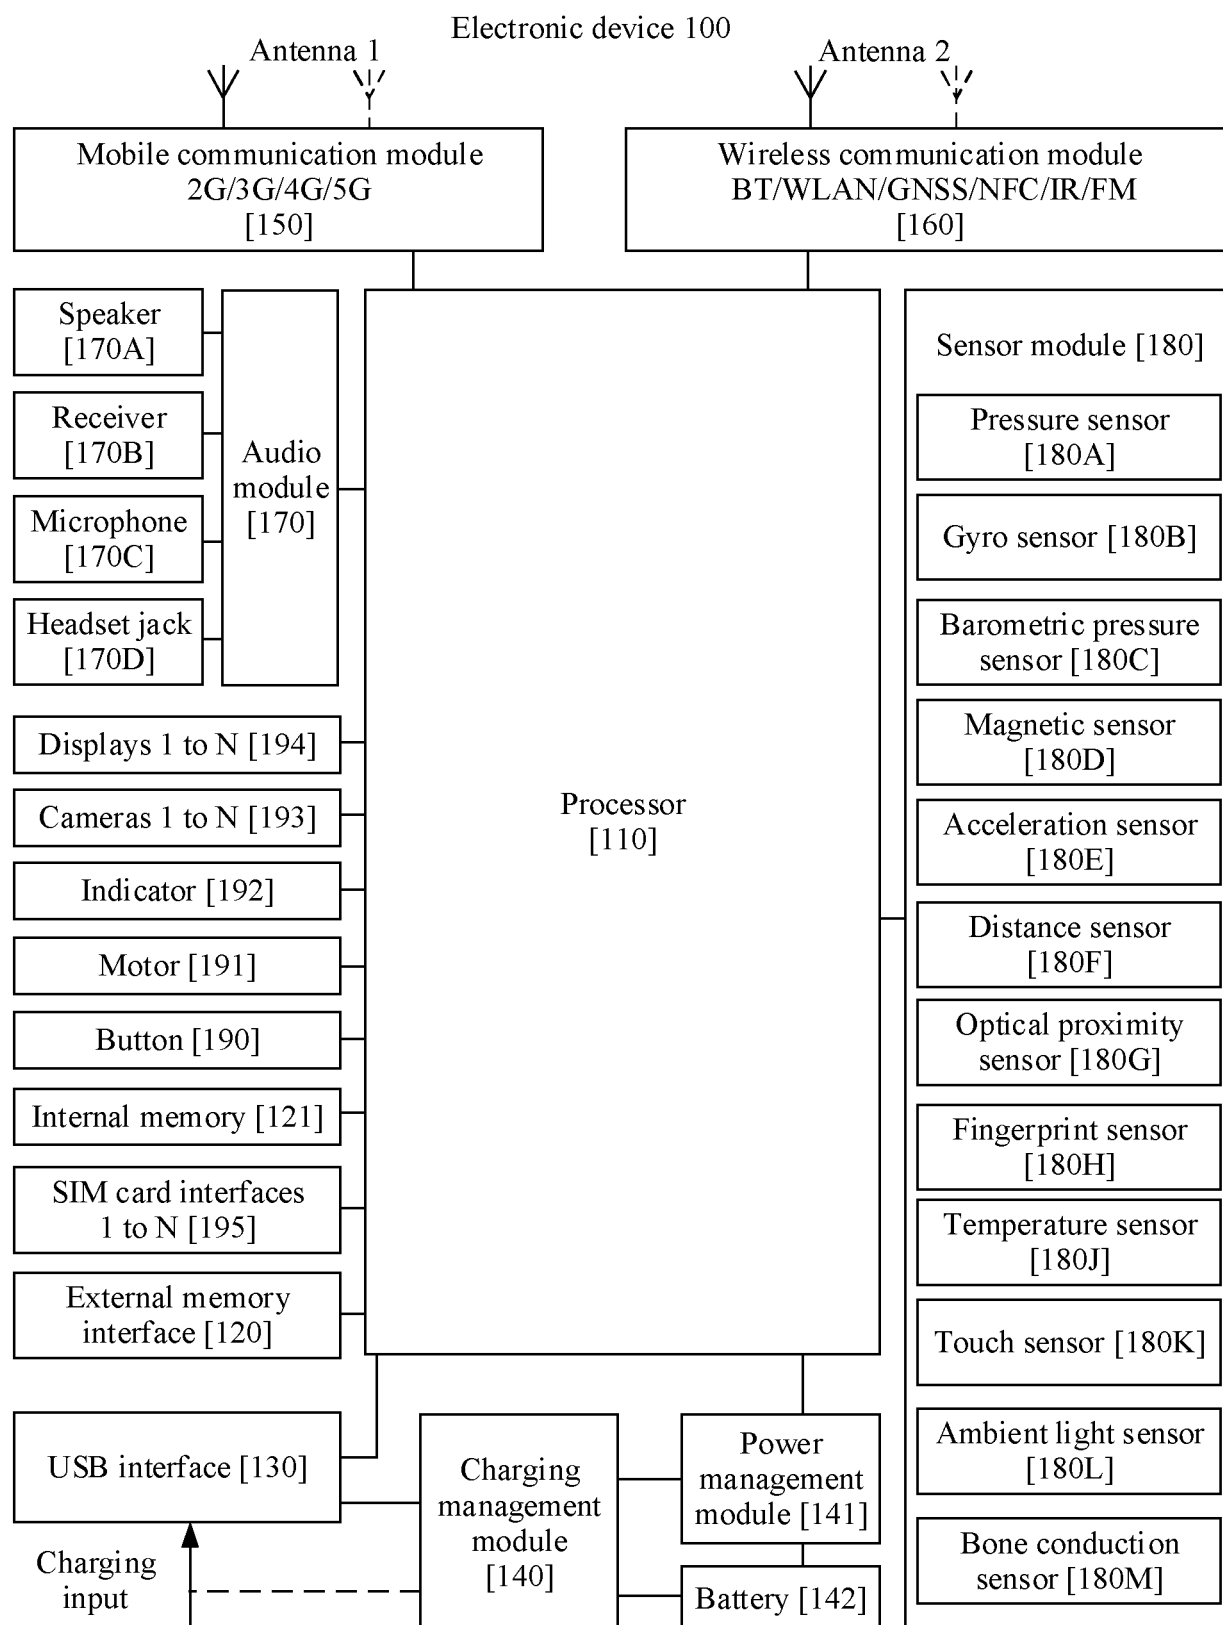 Electronic device 100
Antenna 1
Antenna 2
Mobile communication module
2G/3G/4G/5G
[150]
Wireless communication module
BT/WLAN/GNSS/NFC/IR/FM
[160]
Speaker
[170A]
Receiver
[170B]
Microphone
[170C]
Headset jack
[170D]
Audio
module
[170]
Displays 1 to N [194]
Cameras 1 to N [193]
Indicator [192]
Motor [191]
Button [190]
Internal memory [121]
SIM card interfaces
1 to N [195]
External memory
interface [120]
Processor
[110]
Sensor module [180]
Pressure sensor
[180A]
Gyro sensor [180B]
Barometric pressure
sensor [180C]
Magnetic sensor
[180D]
Acceleration sensor
[180E]
Distance sensor
[180F]
Optical proximity
sensor [180G]
Fingerprint sensor
[180H]
Temperature sensor
[180J]
Touch sensor [180K]
Ambient light sensor
[180L]
Bone conduction
sensor [180M]
USB interface [130]
Charging
input
Charging
management
module
[140]
Power
management
module [141]
Battery [142]